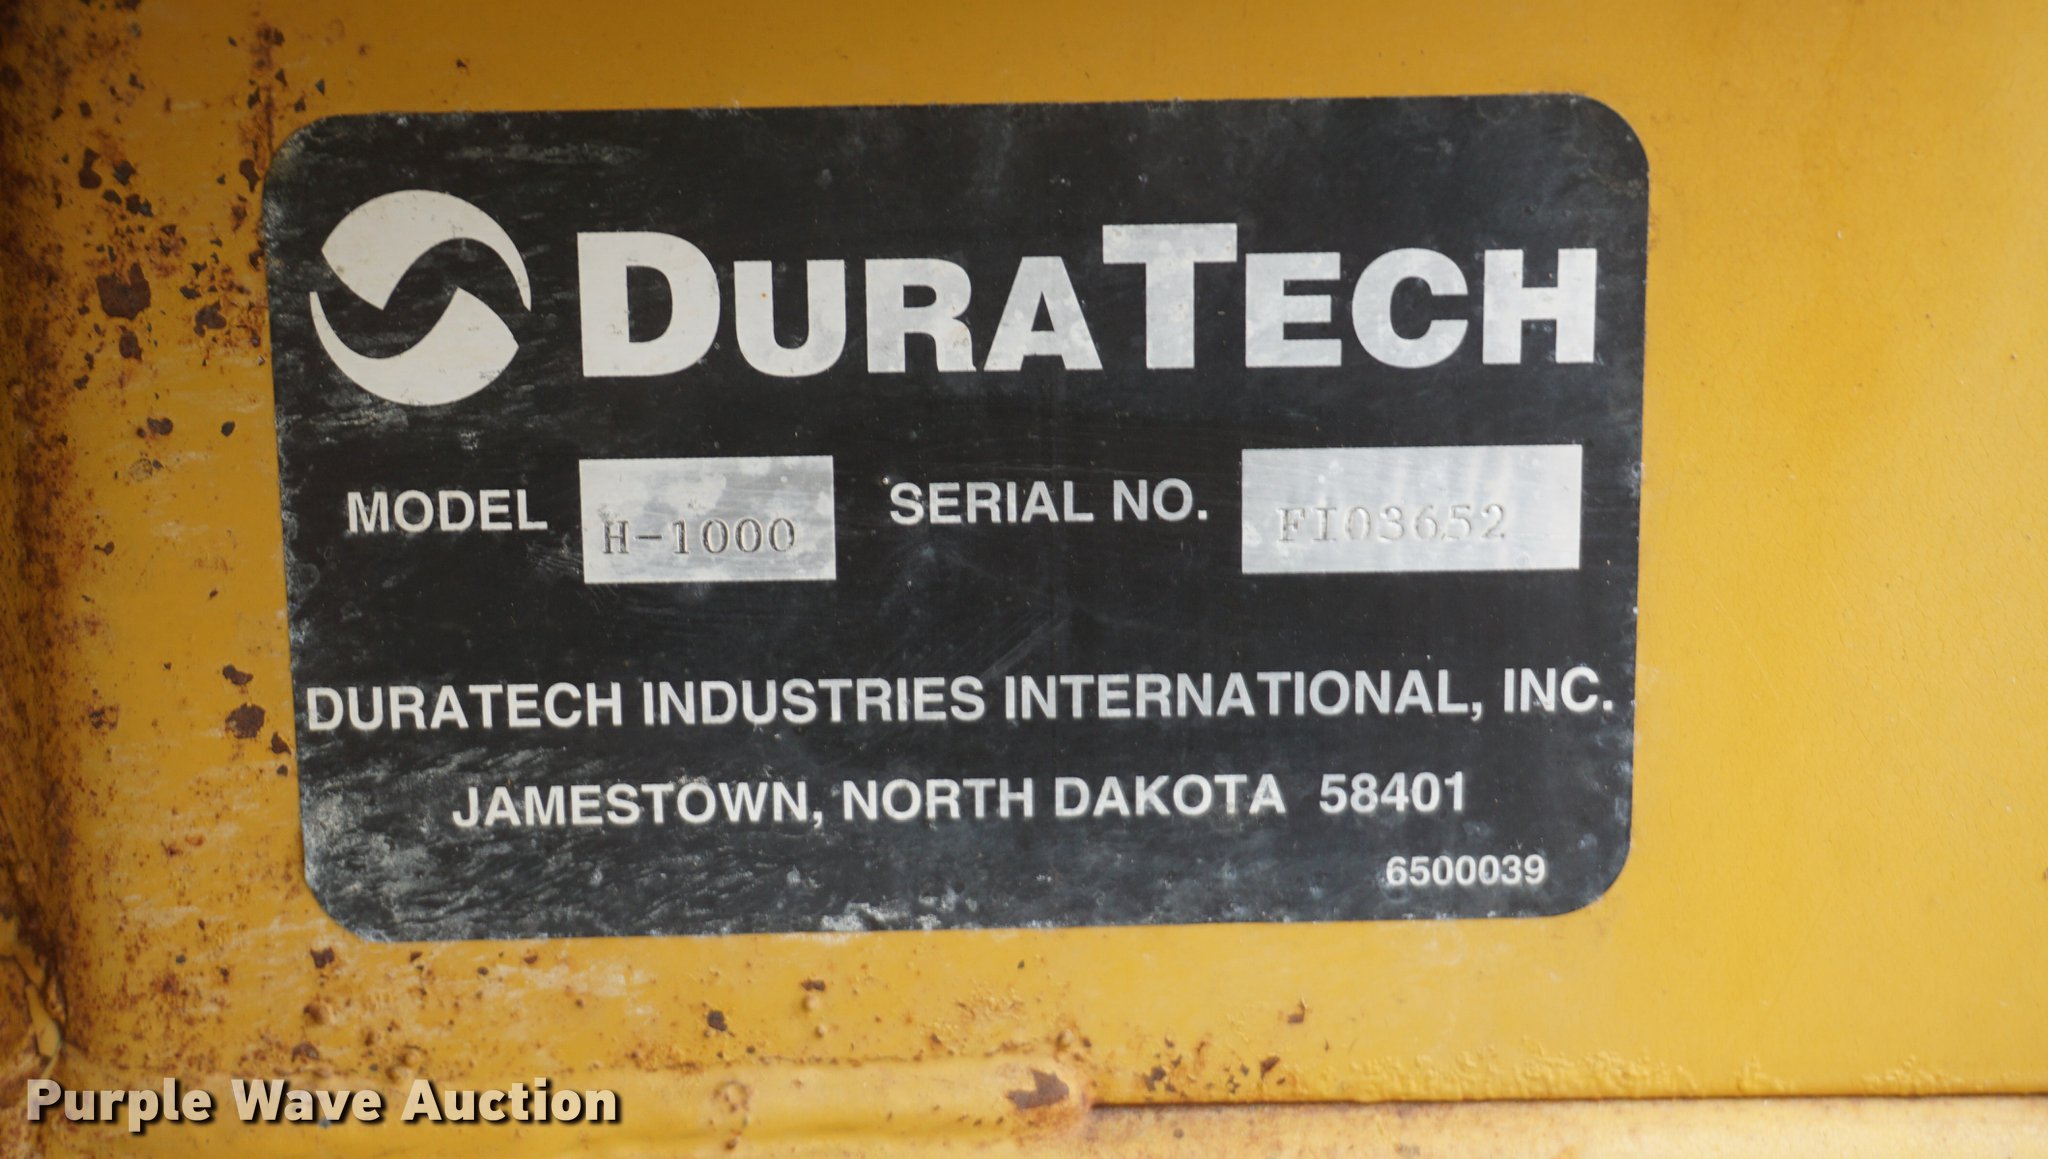 DURATECH
MODEL H-1000 SERIAL NO. FI03652
DURATECH INDUSTRIES INTERNATIONAL, INC.
JAMESTOWN, NORTH DAKOTA 58401
6500039
Purple Wave Auction